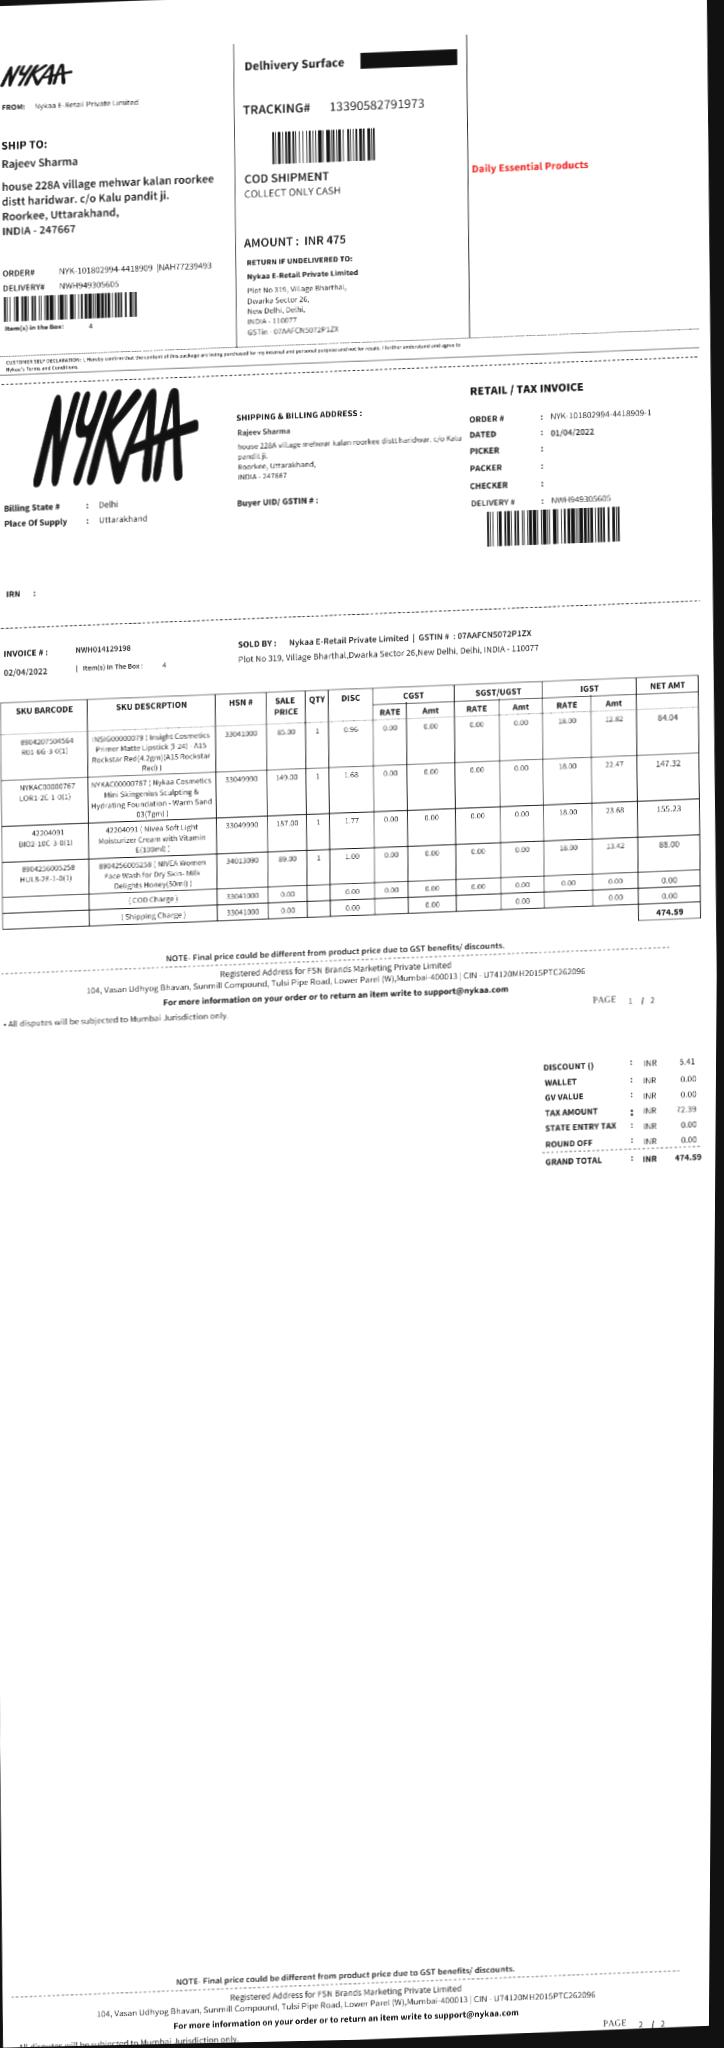 NYKAA
FROM: Nykaa E-Retail Private Limited
SHIP TO:
Rajeev Sharma
house 228A village mehwar kalan roorkee
distt haridwar. c/o Kalu pandit ji.
Roorkee, Uttarakhand,
INDIA - 247667
ORDER# NYK-101802994-4418909 |NAH77239493
DELIVERY# NWH949305605
Item(s) in the Box: 4
Delhivery Surface
TRACKING# 13390582791973
COD SHIPMENT
COLLECT ONLY CASH
AMOUNT : INR 475
RETURN IF UNDELIVERED TO:
Nykaa E-Retail Private Limited
Plot No 319, Village Bharthal,
Dwarka Sector 26,
New Delhi, Delhi,
INDIA - 110077
GSTin - 07AAFCN5072P1ZX
Daily Essential Products
CUSTOMER SELF DECLARATION: I, Hereby confirm that the content of this package are being purchased for my internal and personal purpose and not for resale. I further understand and agree to
Nykaa's Terms and Conditions.
NYKAA
Billing State # : Delhi
Place Of Supply : Uttarakhand
IRN :
SHIPPING & BILLING ADDRESS :
Rajeev Sharma
house 228A village mehwar kalan roorkee distt haridwar. c/o Kalu
pandit ji.
Roorkee, Uttarakhand,
INDIA - 247667
Buyer UID/ GSTIN # :
RETAIL / TAX INVOICE
ORDER # : NYK-101802994-4418909-1
DATED : 01/04/2022
PICKER :
PACKER :
CHECKER :
DELIVERY # : NWH949305605
INVOICE # : NWH014129198
02/04/2022 | Item(s) In The Box : 4
SOLD BY : Nykaa E-Retail Private Limited | GSTIN # : 07AAFCN5072P1ZX
Plot No 319, Village Bharthal,Dwarka Sector 26,New Delhi, Delhi, INDIA - 110077
SKU BARCODE SKU DESCRPTION HSN # SALE PRICE QTY DISC CGST SGST/UGST IGST NET AMT
RATE Amt RATE Amt RATE Amt
8904207504564 INSIG00000079 ( Insight Cosmetics 33041000 85.00 1 0.96 0.00 0.00 0.00 0.00 18.00 12.82 84.04
R01-6G-3-0(1) Primer Matte Lipstick (l-24) - A15
Rockstar Red(4.2gm)(A15 Rockstar
Red) )
NYKAC00000767 NYKAC00000767 ( Nykaa Cosmetics 33049990 149.00 1 1.68 0.00 0.00 0.00 0.00 18.00 22.47 147.32
LOR1-2C-1-0(1) Mini Skingenius Sculpting &
Hydrating Foundation - Warm Sand
03(7gm) )
42204091 42204091 ( Nivea Soft Light 33049990 157.00 1 1.77 0.00 0.00 0.00 0.00 18.00 23.68 155.23
BIO2-10C-3-0(1) Moisturizer Cream with Vitamin
E(100ml) )
8904256005258 8904256005258 ( NIVEA Women 34013090 89.00 1 1.00 0.00 0.00 0.00 0.00 18.00 13.42 88.00
HUL8-2E-1-0(1) Face Wash for Dry Skin- Milk
Delights Honey(50ml) )
( COD Charge ) 33041000 0.00 0.00 0.00 0.00 0.00 0.00 0.00 0.00 0.00
( Shipping Charge ) 33041000 0.00 0.00 0.00 0.00 0.00 0.00
474.59
NOTE- Final price could be different from product price due to GST benefits/ discounts.
Registered Address for FSN Brands Marketing Private Limited
104, Vasan Udhyog Bhavan, Sunmill Compound, Tulsi Pipe Road, Lower Parel (W),Mumbai-400013 | CIN - U74120MH2015PTC262096
For more information on your order or to return an item write to support@nykaa.com
PAGE 1 / 2
• All disputes will be subjected to Mumbai Jurisdiction only.
DISCOUNT () : INR 5.41
WALLET : INR 0.00
GV VALUE : INR 0.00
TAX AMOUNT : INR 72.39
STATE ENTRY TAX : INR 0.00
ROUND OFF : INR 0.00
GRAND TOTAL : INR 474.59
NOTE- Final price could be different from product price due to GST benefits/ discounts.
Registered Address for FSN Brands Marketing Private Limited
104, Vasan Udhyog Bhavan, Sunmill Compound, Tulsi Pipe Road, Lower Parel (W),Mumbai-400013 | CIN - U74120MH2015PTC262096
For more information on your order or to return an item write to support@nykaa.com
PAGE 2 / 2
All disputes will be subjected to Mumbai Jurisdiction only.